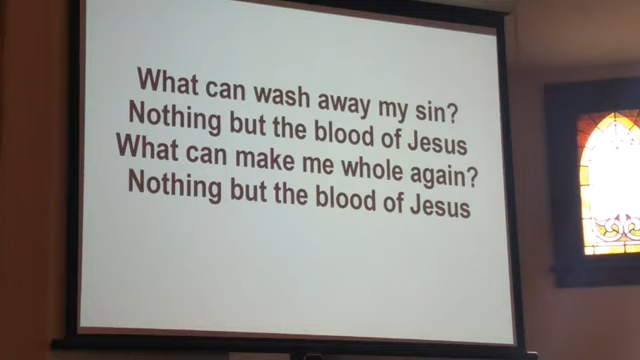 What can wash away my sin?
Nothing but the blood of Jesus
What can make me whole again?
Nothing but the blood of Jesus